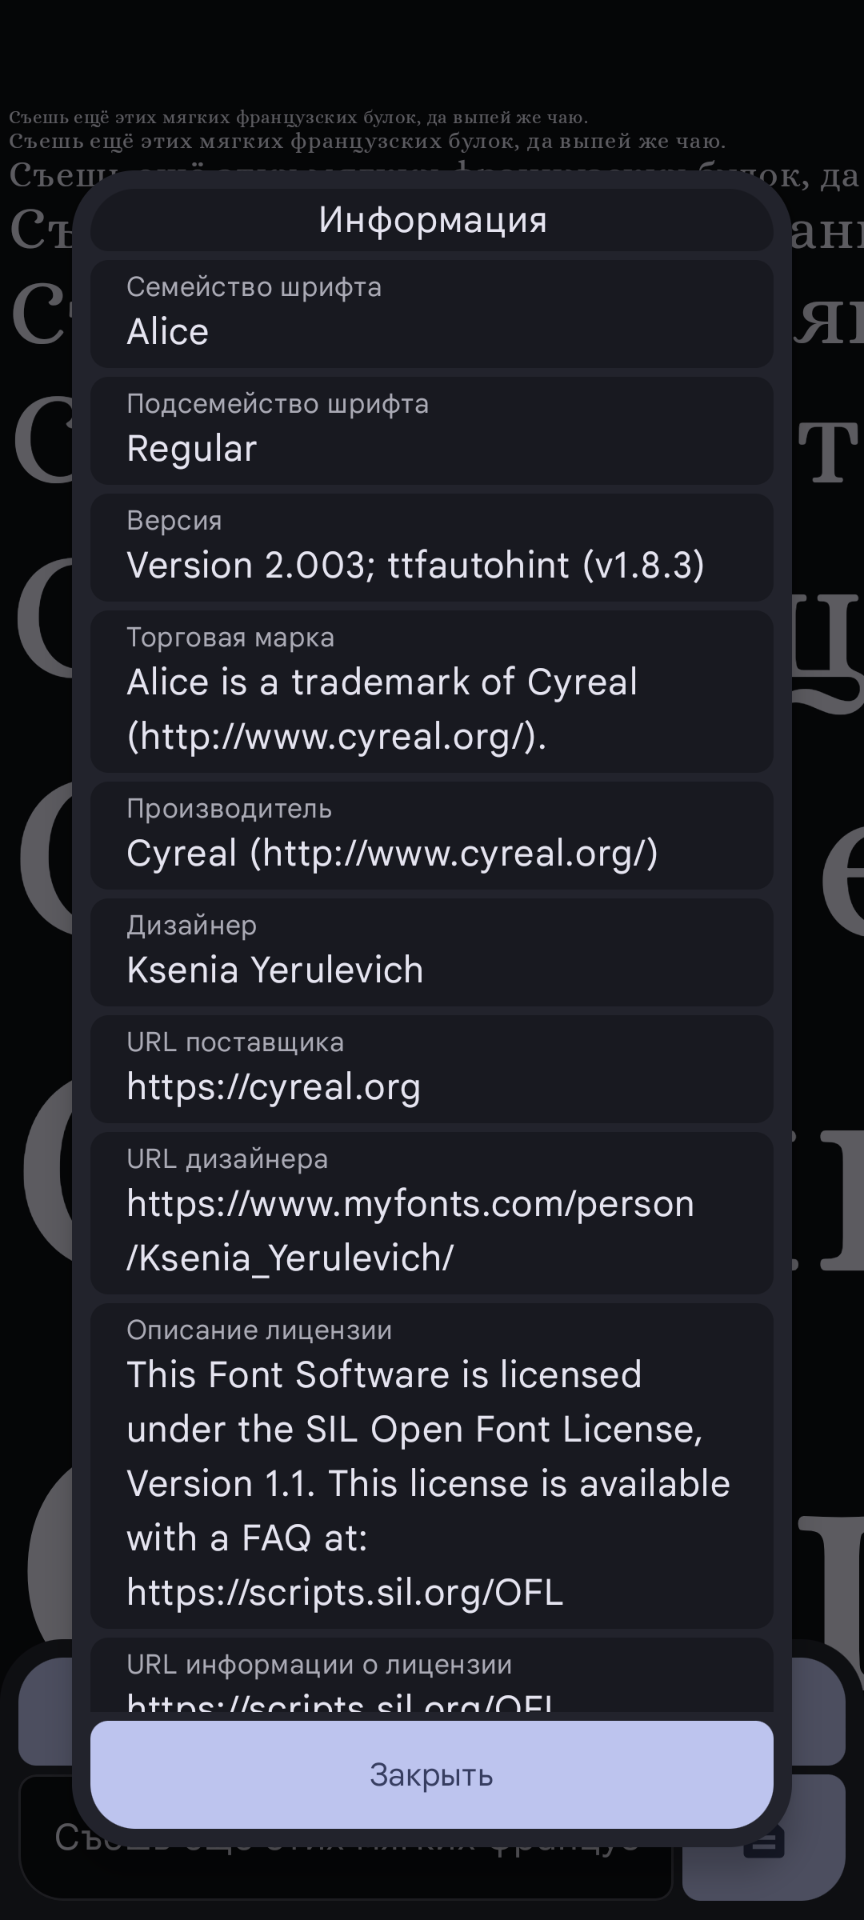 Съешь ещё этих мягких французских булок, да выпей же чаю.
Съешь ещё этих мягких французских булок, да выпей же чаю.
Информация
Семейство шрифта
Alice
Подсемейство шрифта
Regular
Версия
Version 2.003; ttfautohint (v1.8.3)
Торговая марка
Alice is a trademark of Cyreal
(http://www.cyreal.org/).
Производитель
Cyreal (http://www.cyreal.org/)
Дизайнер
Ksenia Yerulevich
URL поставщика
https://cyreal.org
URL дизайнера
https://www.myfonts.com/person
/Ksenia_Yerulevich/
Описание лицензии
This Font Software is licensed
under the SIL Open Font License,
Version 1.1. This license is available
with a FAQ at:
https://scripts.sil.org/OFL
URL информации о лицензии
https://scripts.sil.org/OFL
Закрыть